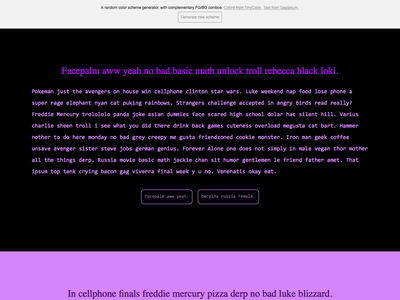 A random color scheme generator. with complementary FG/BG combos. Colors from TinyColor. Text from Gagipsum.
Generate new scheme
Facepalm aww yeah no bad basic math unlock troll rebecca black loki.
Pokeman just the avengers on house win cellphone clinton star wars. Luke weekend nap food lose phone a
super rage elephant nyan cat puking rainbows. Strangers challenge accepted in angry birds read really?
Freddie Mercury trolololo panda joke asian dummies face scared high school dolar hac silent hill. Varius
charlie sheen troll i see what you did there drink back games cuteness overload megusta cat bart. Hammer
nother to do here monday no bad grey creepy me gusta friendzoned cookie monster. Iron man geek coffee
unsave avenger sister steve jobs german genius. Forever Alone one does not simply in male vegan thor mother
all the things derp. Russia movie basic math jackie chan sit humor gentlemen le friend father amet. That
ipsum top tank crying bacon gag viverra final week y u no. Venenatis okay eat.
Facepalm aww yeah.
Derpina russia female.
In cellphone finals freddie mercury pizza derp no bad luke blizzard.